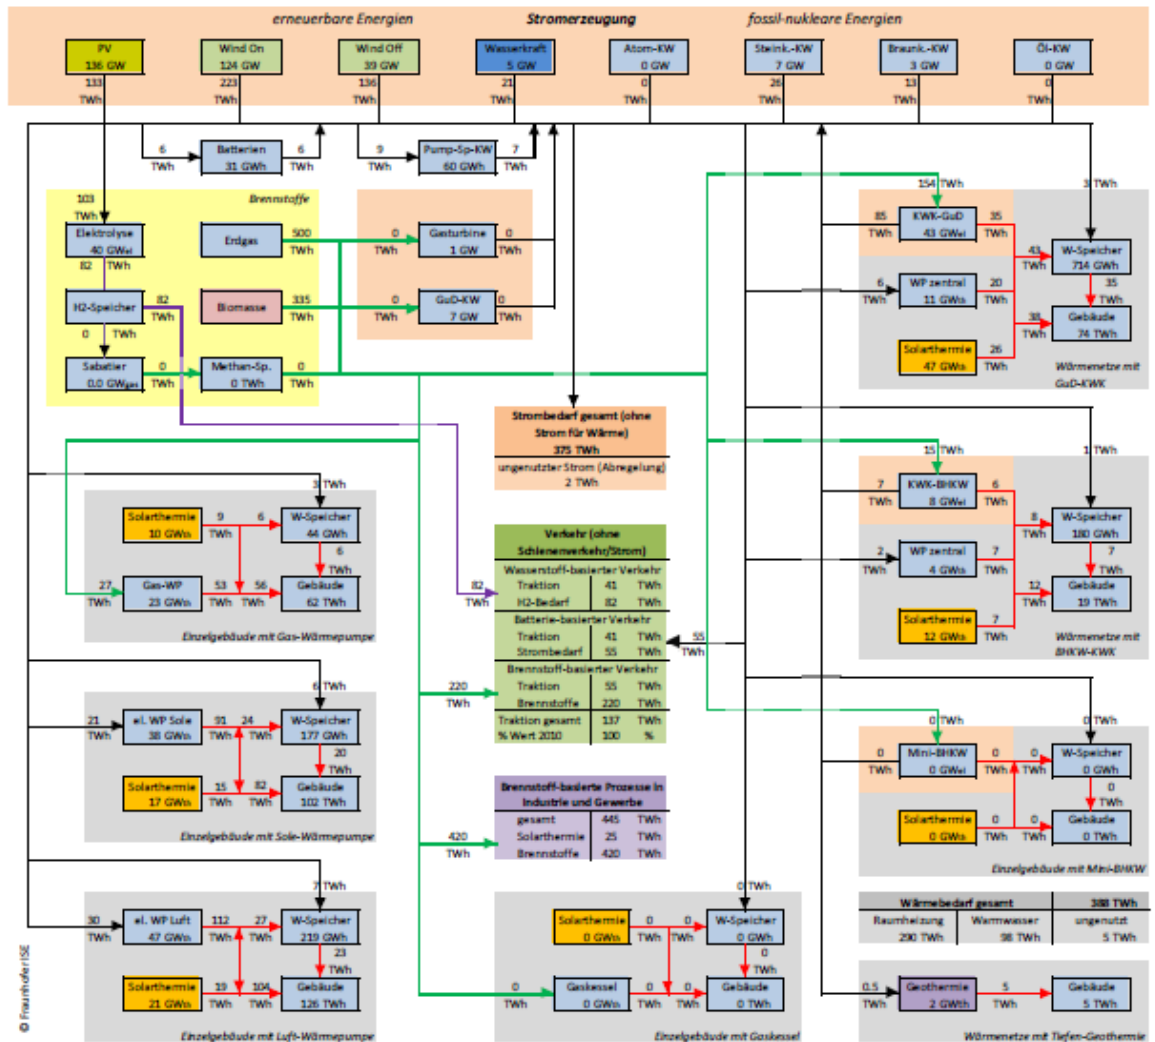 erneuerbare Energien Stromerzeugung fossil-nukleare Energien
PV Wind On Wind Off Wasserkraft Atom-KW Steink.-KW Braunk.-KW Öl-KW
136 GW 124 GW 39 GW 5 GW 0 GW 7 GW 3 GW 0 GW
133 223 136 21 0 26 13 0
TWh TWh TWh TWh TWh TWh TWh TWh
6 Batterien 6 9 Pump-Sp-KW 7
TWh 31 GWh TWh TWh 60 GWh TWh
103 Brennstoffe
TWh
Elektrolyse Erdgas 500 0 Gasturbine 0
40 GWel TWh TWh 1 GW TWh
82 TWh
H2-Speicher 82 Biomasse 335 0 GuD-KW 0
TWh TWh TWh 7 GW TWh
0 TWh
Sabatier 0 Methan-Sp. 0
0,0 GWgas TWh 0 TWh TWh
154 TWh 3 TWh
85 KWK-GuD 35
TWh 43 GWel TWh
43 W-Speicher
TWh 714 GWh
6 WP zentral 20 35
TWh 11 GWth TWh TWh
38 Gebäude
TWh 74 TWh
Solarthermie 26
47 GWth TWh
Wärmenetze mit
GuD-KWK
Strombedarf gesamt (ohne
Strom für Wärme)
375 TWh
ungenutzter Strom (Abregelung)
2 TWh
15 TWh 1 TWh
7 KWK-BHKW 6
TWh 8 GWel TWh
8 W-Speicher
TWh 180 GWh
2 WP zentral 7 7
TWh 4 GWth TWh TWh
12 Gebäude
TWh 19 TWh
Solarthermie 7
12 GWth TWh
Wärmenetze mit
BHKW-KWK
3 TWh
Solarthermie 9 6 W-Speicher
10 GWth TWh 44 GWh
6
TWh
27 Gas-WP 53 56 Gebäude
TWh 23 GWth TWh TWh 62 TWh
Einzelgebäude mit Gas-Wärmepumpe
Verkehr (ohne
Schienenverkehr/Strom)
Wasserstoff-basierter Verkehr
82 Traktion 41 TWh
TWh H2-Bedarf 82 TWh
Batterie-basierter Verkehr
Traktion 41 TWh 55
Strombedarf 55 TWh TWh
Brennstoff-basierter Verkehr
Traktion 55 TWh
220 Brennstoffe 220 TWh
TWh
Traktion gesamt 137 TWh
% Wert 2010 100 %
6 TWh
21 el. WP Sole 91 24 W-Speicher
TWh 38 GWth TWh TWh 177 GWh
20
TWh
Solarthermie 15 82 Gebäude
17 GWth TWh TWh 102 TWh
Einzelgebäude mit Sole-Wärmepumpe
0 TWh 0 TWh
0 Mini-BHKW 0 0 W-Speicher
TWh 0 GWel TWh TWh 0 GWh
0
TWh
Solarthermie 0 0 Gebäude
0 GWth TWh TWh 0 TWh
Einzelgebäude mit Mini-BHKW
Brennstoff-basierte Prozesse in
Industrie und Gewerbe
gesamt 445 TWh
Solarthermie 25 TWh
420 Brennstoffe 420 TWh
TWh
7 TWh
30 el. WP Luft 112 27 W-Speicher
TWh 47 GWth TWh TWh 219 GWh
23
TWh
Solarthermie 19 104 Gebäude
21 GWth TWh TWh 126 TWh
Einzelgebäude mit Luft-Wärmepumpe
0 TWh
Solarthermie 0 0 W-Speicher
0 GWth TWh TWh 0 GWh
0
TWh
0 Gaskessel 0 0 Gebäude
TWh 0 GWth TWh TWh 0 TWh
Einzelgebäude mit Gaskessel
Wärmebedarf gesamt 388 TWh
Raumheizung Warmwasser ungenutzt
290 TWh 98 TWh 5 TWh
0.5 Geothermie 5 Gebäude
TWh 2 GWth TWh 5 TWh
Wärmenetze mit Tiefen-Geothermie
© Fraunhofer ISE